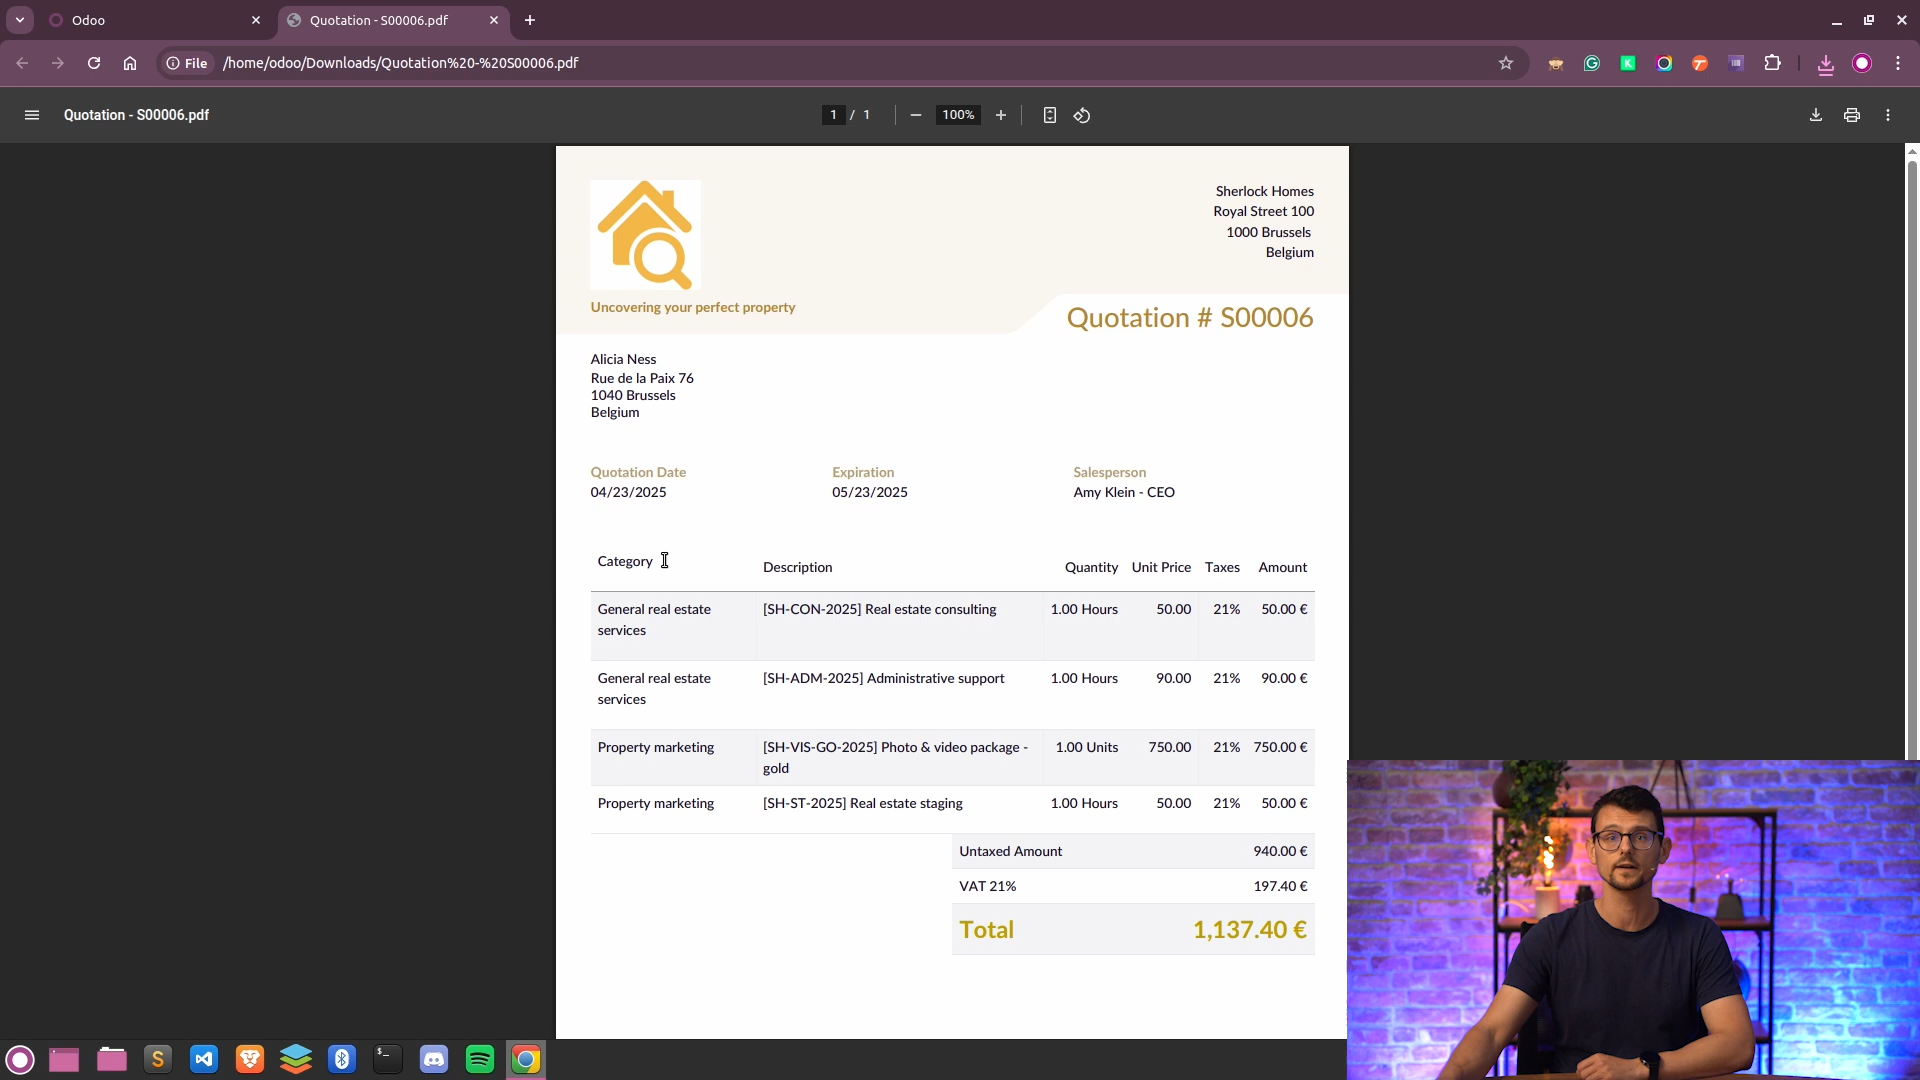 Odoo
Quotation - S00006.pdf
File
/home/odoo/Downloads/Quotation%20-%20S00006.pdf
Quotation - S00006.pdf
1 / 1
100%
Sherlock Homes
Royal Street 100
1000 Brussels
Belgium
Uncovering your perfect property
Quotation # S00006
Alicia Ness
Rue de la Paix 76
1040 Brussels
Belgium
Quotation Date Expiration Salesperson
04/23/2025 05/23/2025 Amy Klein - CEO
Category Description Quantity Unit Price Taxes Amount
General real estate [SH-CON-2025] Real estate consulting 1.00 Hours 50.00 21% 50.00 €
services
General real estate [SH-ADM-2025] Administrative support 1.00 Hours 90.00 21% 90.00 €
services
Property marketing [SH-VIS-GO-2025] Photo & video package - 1.00 Units 750.00 21% 750.00 €
gold
Property marketing [SH-ST-2025] Real estate staging 1.00 Hours 50.00 21% 50.00 €
Untaxed Amount 940.00 €
VAT 21% 197.40 €
Total 1,137.40 €